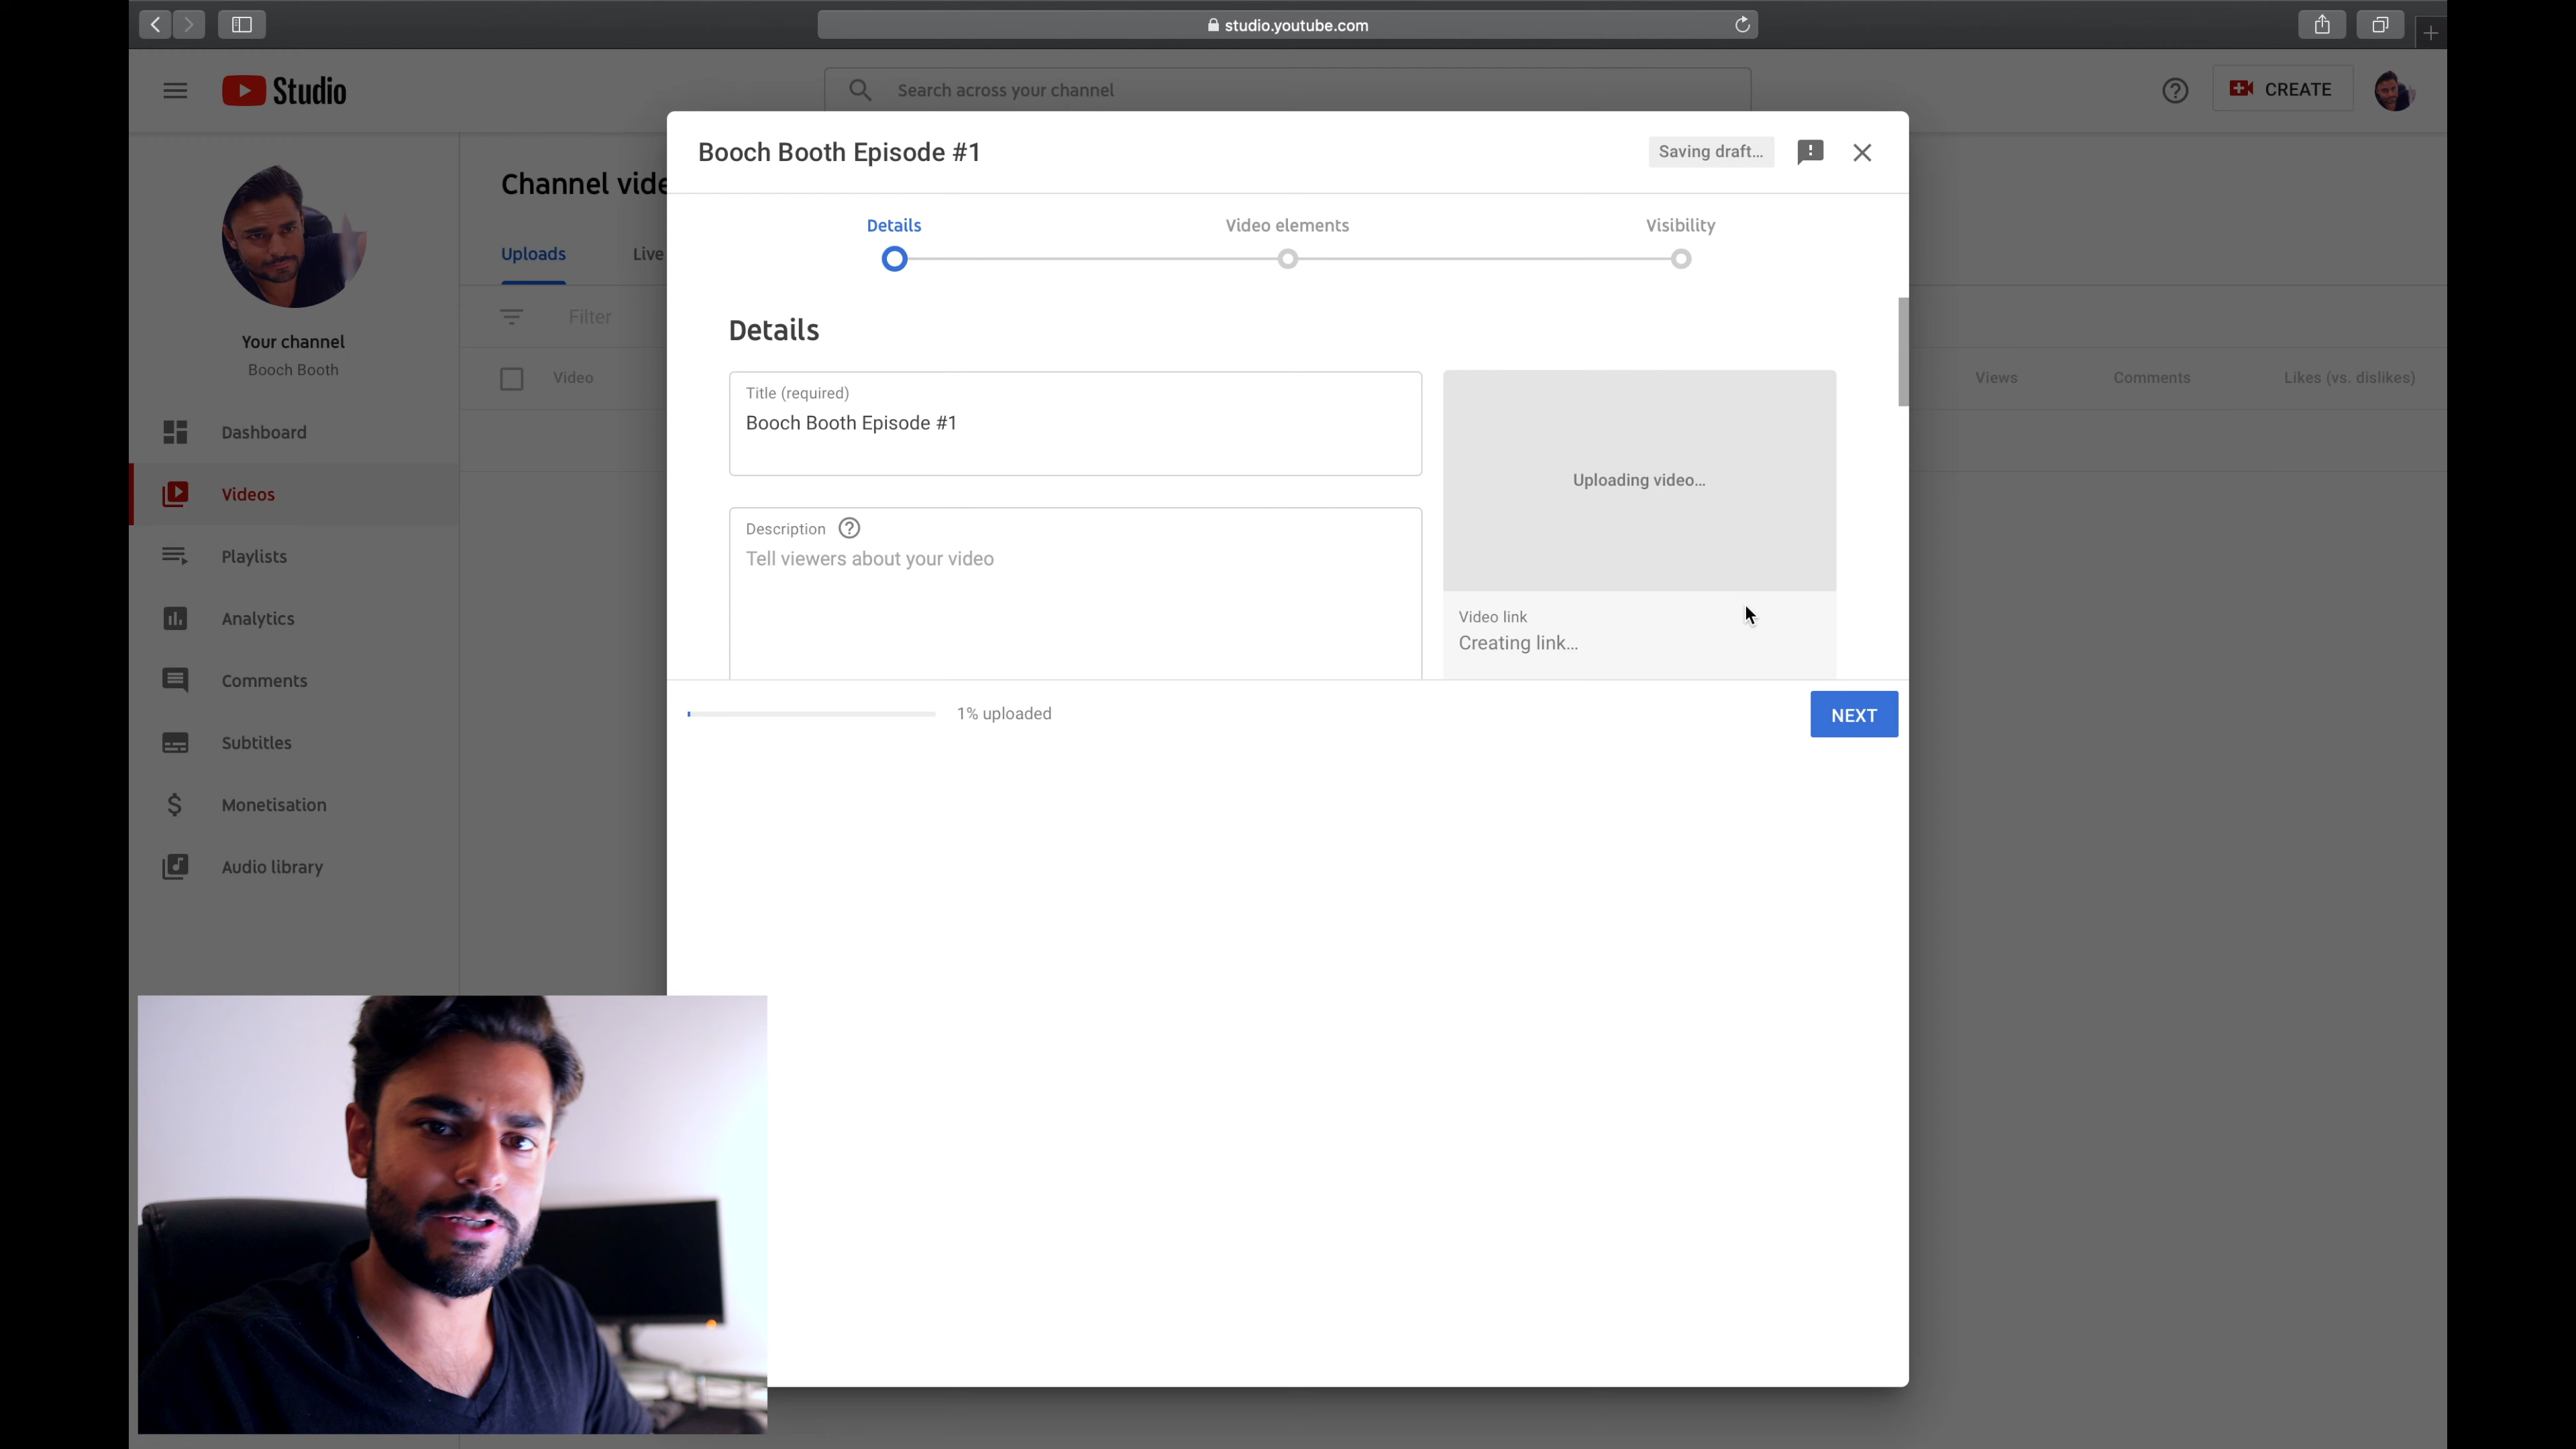 studio.youtube.com
Studio
Search across your channel
CREATE
Your channel
Booch Booth
Dashboard
Videos
Playlists
Analytics
Comments
Subtitles
Monetisation
Audio library
Channel vide
Uploads
Live
Filter
Video
Views
Comments
Likes (vs. dislikes)
Booch Booth Episode #1
Saving draft...
Details
Video elements
Visibility
Details
Title (required)
Booch Booth Episode #1
Description
Tell viewers about your video
Uploading video...
Video link
Creating link...
1% uploaded
NEXT